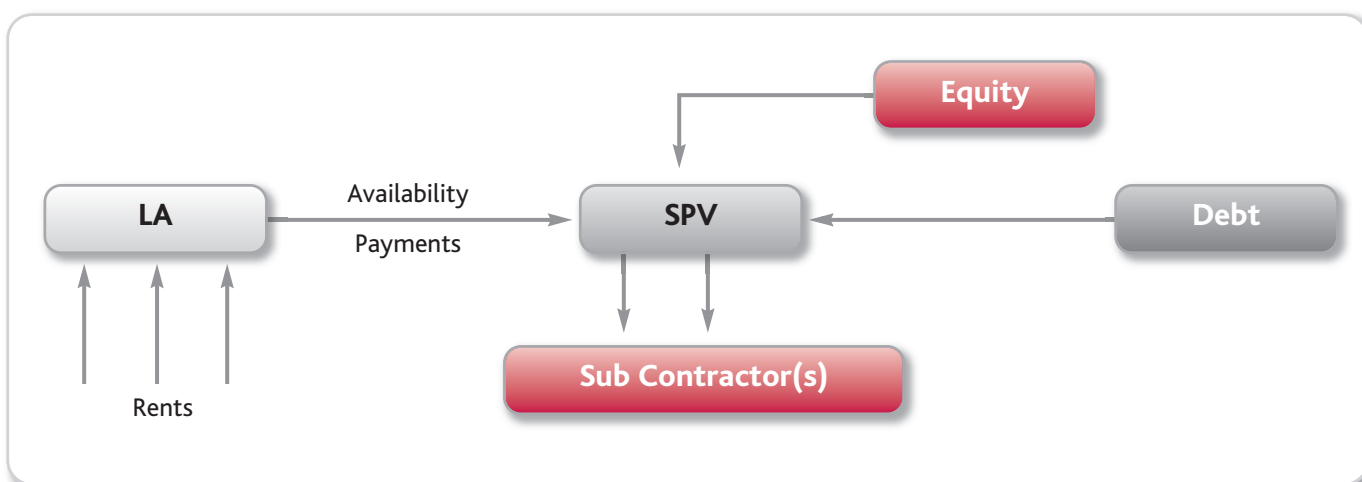 Equity
LA
Availability
Payments
SPV
Debt
Sub Contractor(s)
Rents